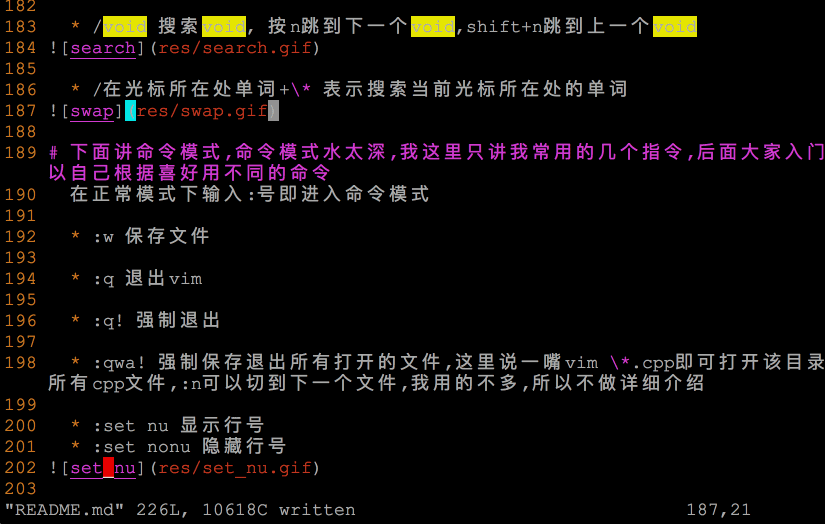 182
183   * /void 搜索void, 按n跳到下一个void,shift+n跳到上一个void
184 ![search](res/search.gif)
185
186   * /在光标所在处单词+\* 表示搜索当前光标所在处的单词
187 ![swap](res/swap.gif)
188
189 # 下面讲命令模式,命令模式水太深,我这里只讲我常用的几个指令,后面大家入门
以自己根据喜好用不同的命令
190   在正常模式下输入:号即进入命令模式
191
192   * :w 保存文件
193
194   * :q 退出vim
195
196   * :q! 强制退出
197
198   * :qwa! 强制保存退出所有打开的文件,这里说一嘴vim \*.cpp即可打开该目录
所有cpp文件,:n可以切到下一个文件,我用的不多,所以不做详细介绍
199
200   * :set nu 显示行号
201   * :set nonu 隐藏行号
202 ![set_nu](res/set_nu.gif)
203
"README.md" 226L, 10618C written 187,21